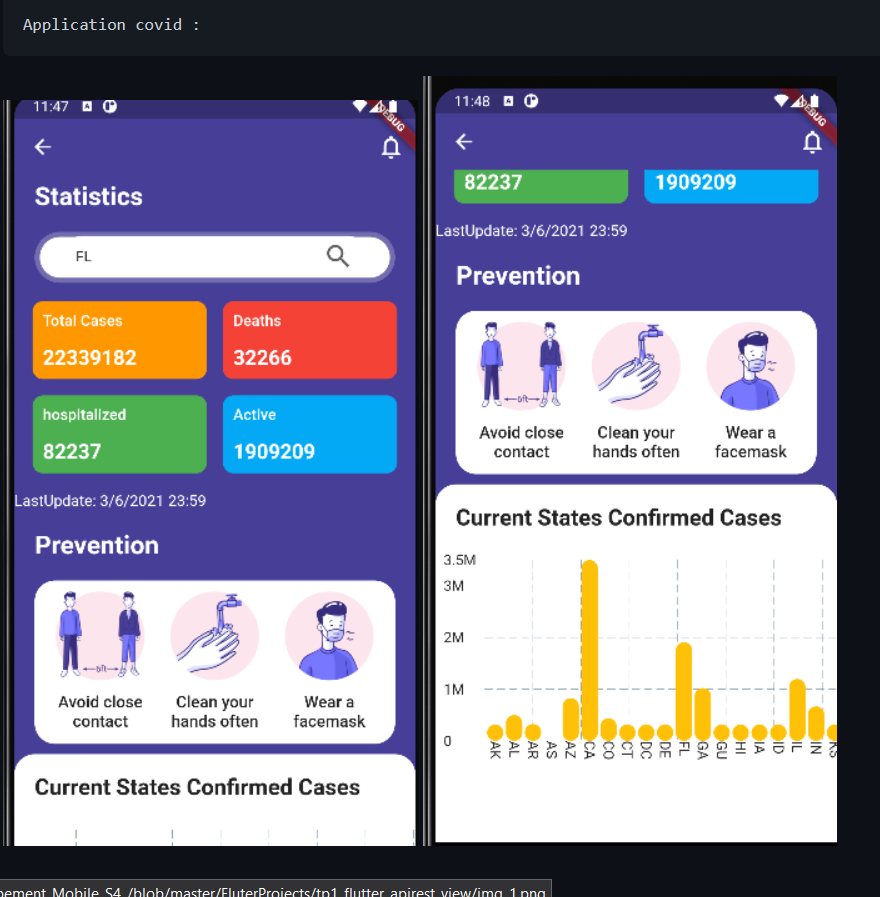 Application covid :
11:47
DEBUG
Statistics
FL
Total Cases
22339182
Deaths
32266
hospitalized
82237
Active
1909209
LastUpdate: 3/6/2021 23:59
Prevention
6ft
Avoid close
contact
Clean your
hands often
Wear a
facemask
Current States Confirmed Cases
11:48
DEBUG
82237
1909209
LastUpdate: 3/6/2021 23:59
Prevention
6ft
Avoid close
contact
Clean your
hands often
Wear a
facemask
Current States Confirmed Cases
3.5M
3M
2M
1M
0
AK AL AR AS AZ CA CO CT DC DE FL GA GU HI IA ID IL IN KS
pement_Mobile_S4_/blob/master/FluterProjects/tp1_flutter_apirest_view/img_1.png